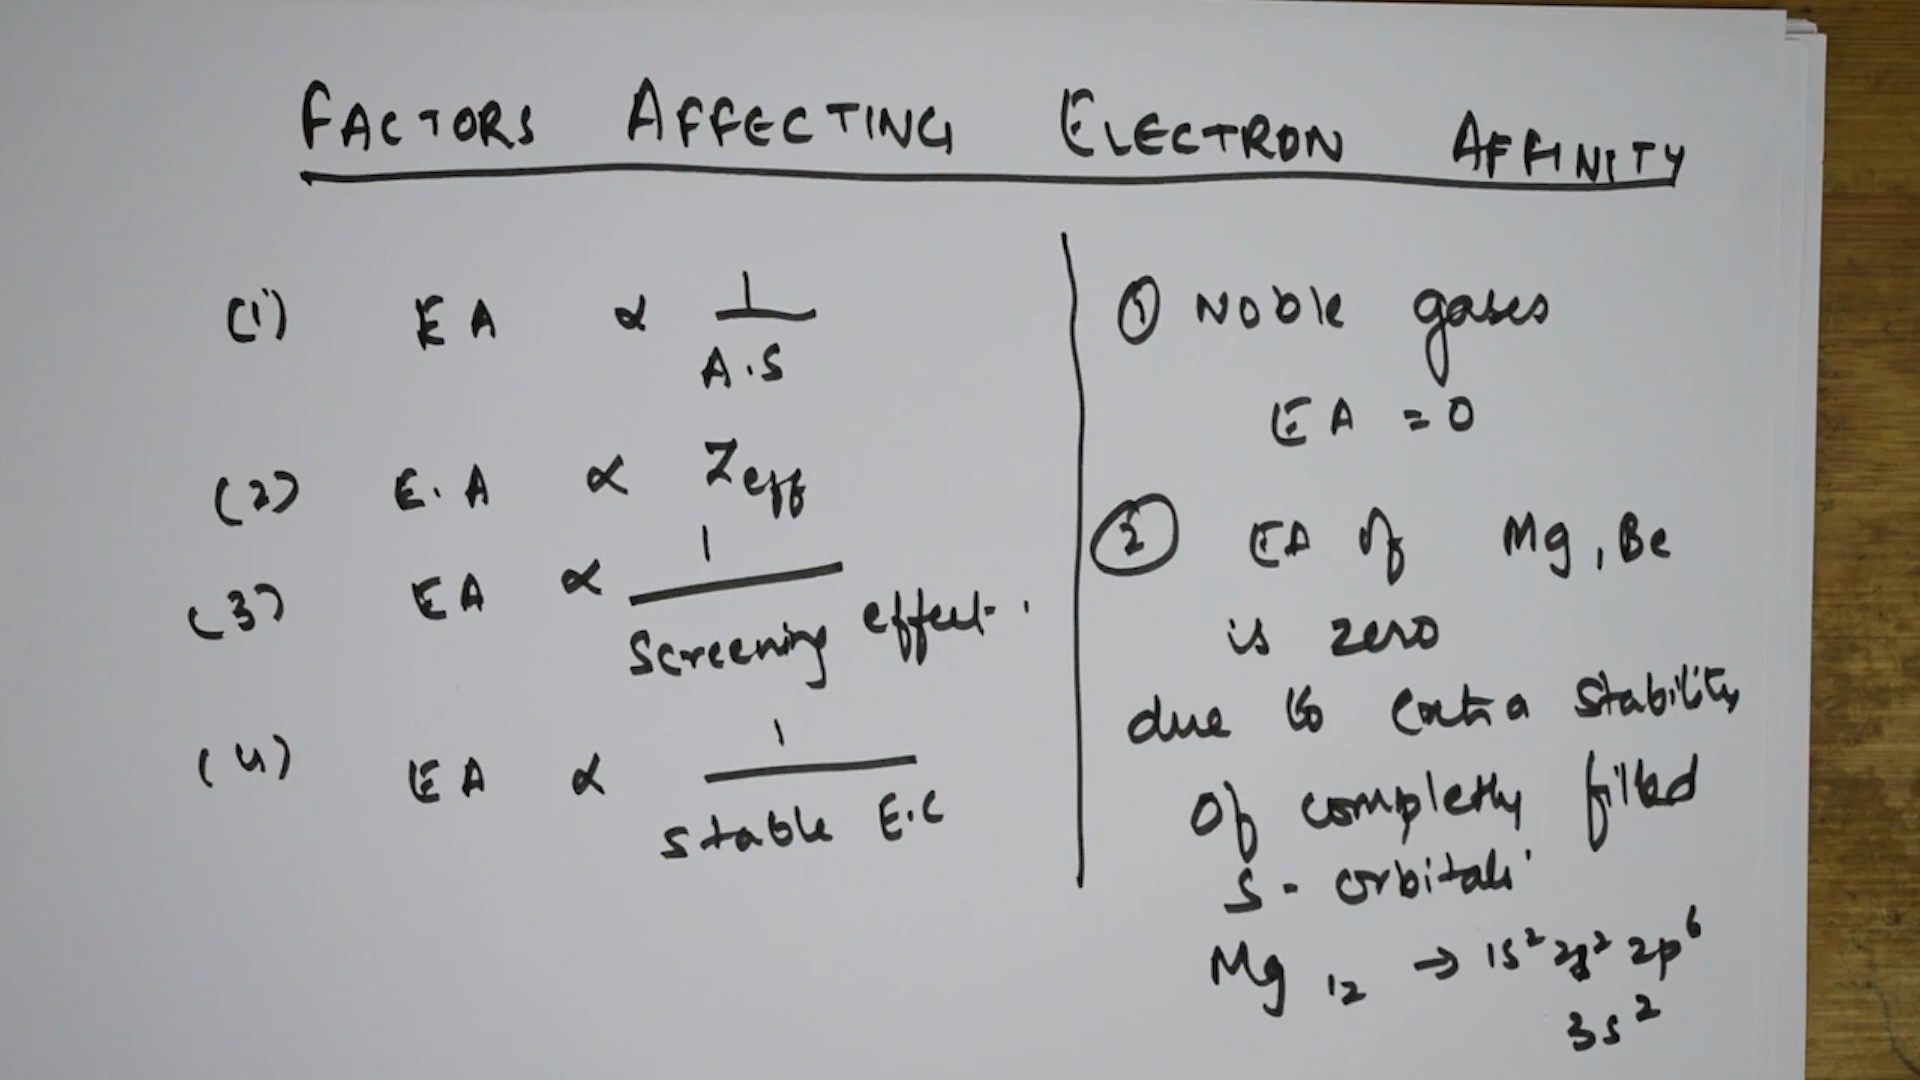 FACTORS AFFECTING ELECTRON AFFINITY
(1) EA ∝ 1
A.S
(2) E.A ∝ Zeff
(3) EA ∝ 1
Screening effect.
(4) EA ∝ 1
stable E.C
① Noble gases
EA = 0
② EA of Mg, Be
is zero
due to extra stability
of completly filled
S - orbitals
Mg 12 → 1s² 2s² 2p⁶
3s²